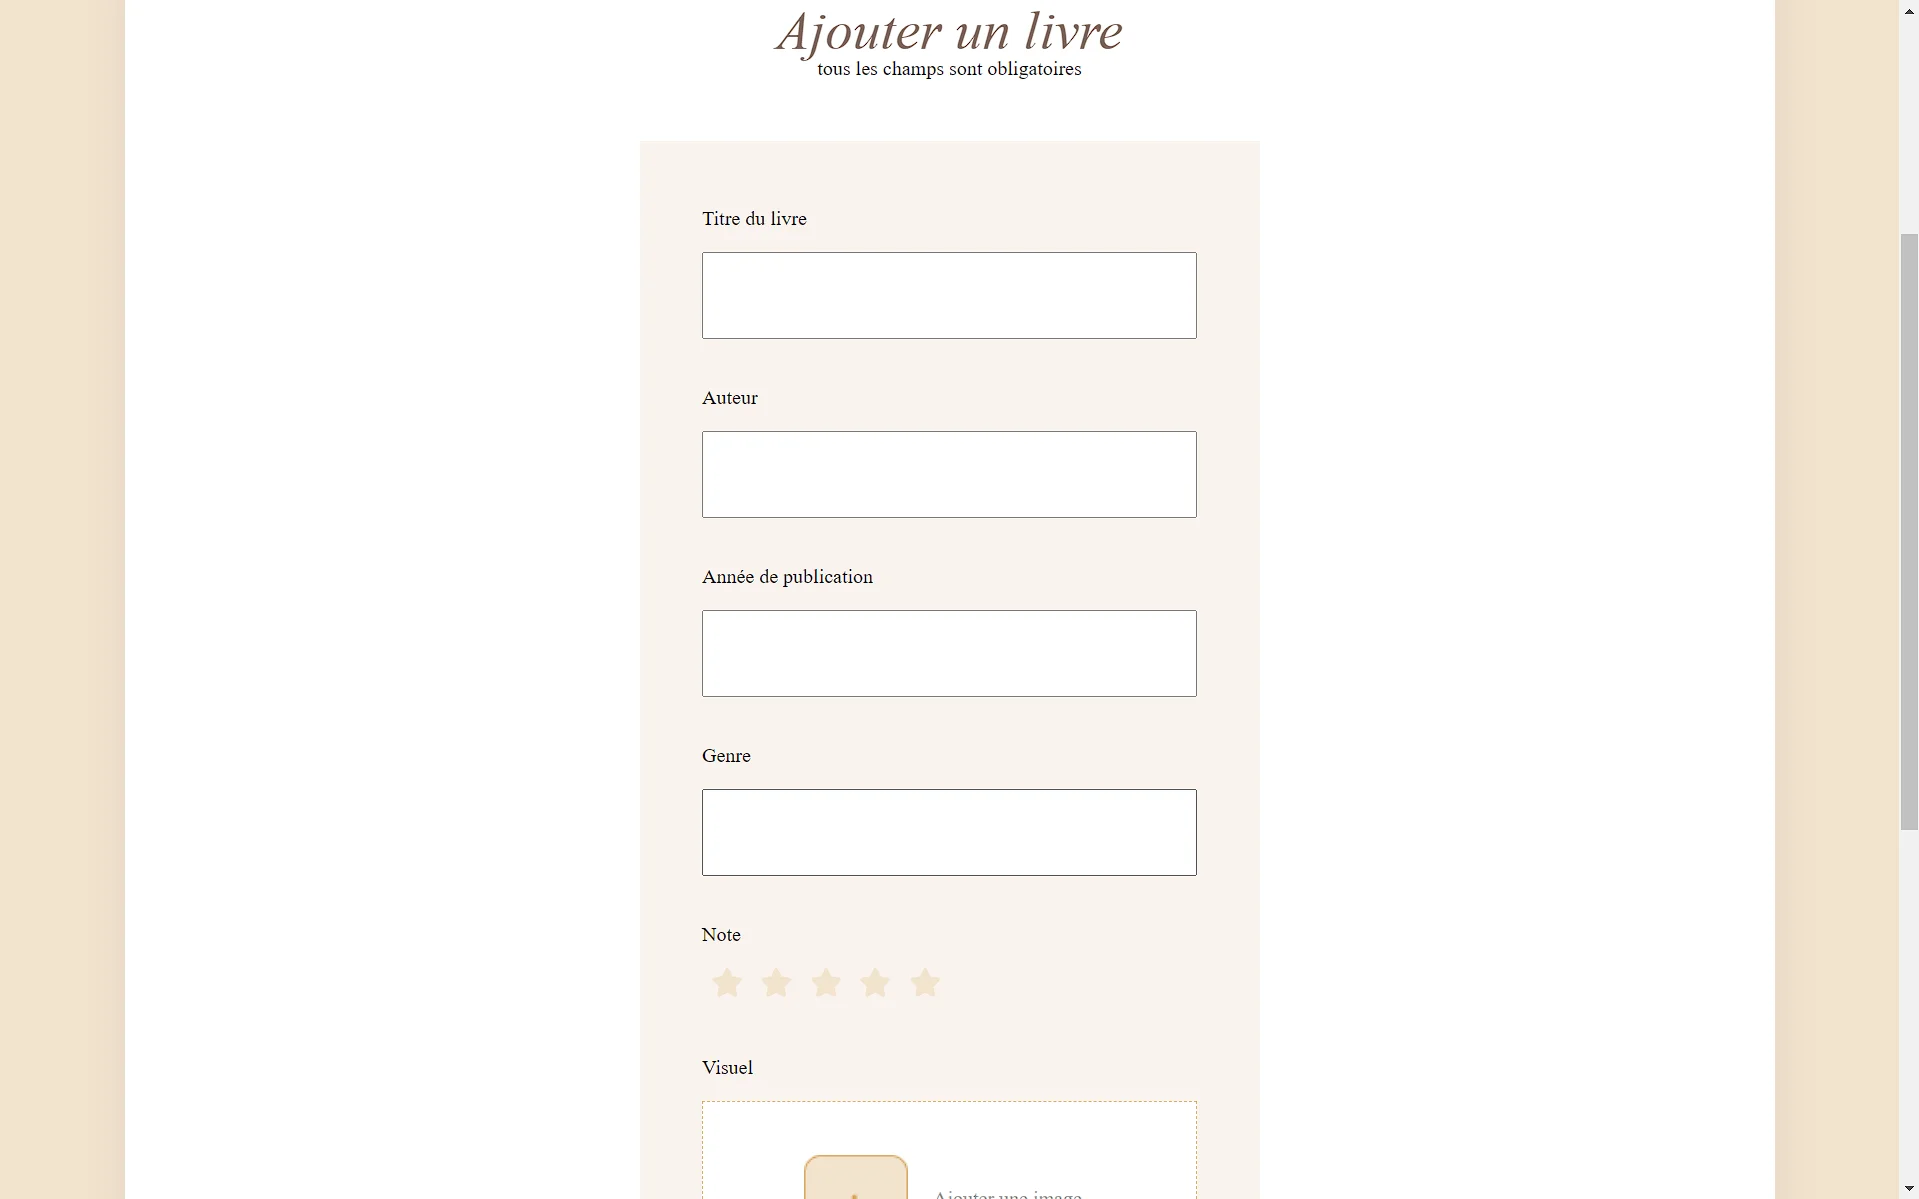 Ajouter un livre
tous les champs sont obligatoires
Titre du livre
Auteur
Année de publication
Genre
Note
Visuel
Ajouter une image